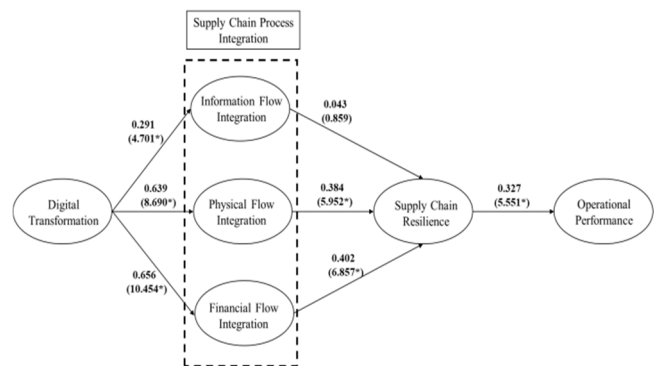 Supply Chain Process
Integration
Information Flow
Integration
0.291
(4.701*)
0.043
(0.859)
Digital
Transformation
0.639
(8.690*)
Physical Flow
Integration
0.384
(5.952*)
Supply Chain
Resilience
0.327
(5.551*)
Operational
Performance
0.656
(10.454*)
Financial Flow
Integration
0.402
(6.857*)